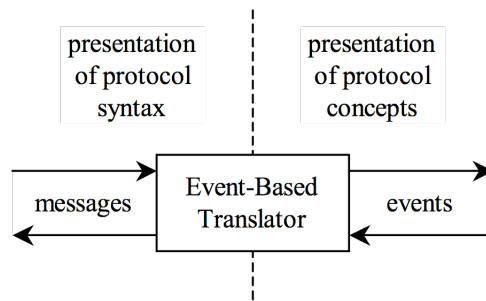 presentation
of protocol
syntax
presentation
of protocol
concepts
messages
Event-Based
Translator
events